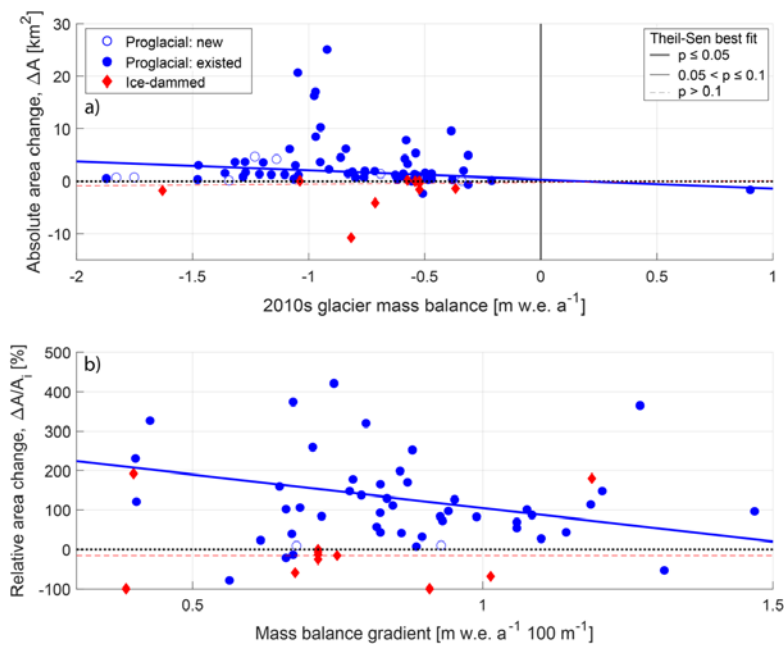 Absolute area change, ΔA [km²]
30
20
10
0
-10
a)
Proglacial: new
Proglacial: existed
Ice-dammed
Theil-Sen best fit
p ≤ 0.05
0.05 < p ≤ 0.1
p > 0.1
-2 -1.5 -1 -0.5 0 0.5 1
2010s glacier mass balance [m w.e. a⁻¹]
Relative area change, ΔA/Aᵢ [%]
500
400
300
200
100
0
-100
b)
0.5 1 1.5
Mass balance gradient [m w.e. a⁻¹ 100 m⁻¹]